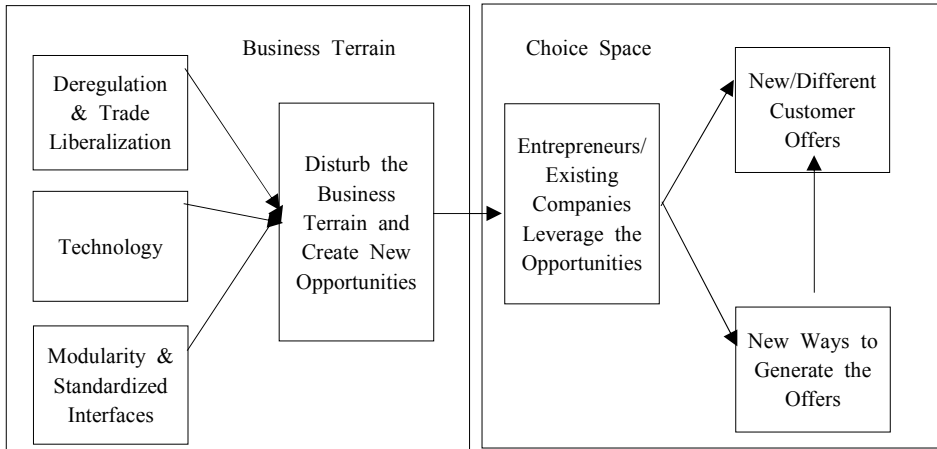 Business Terrain
Deregulation
& Trade
Liberalization
Technology
Modularity &
Standardized
Interfaces
Disturb the
Business
Terrain and
Create New
Opportunities
Choice Space
Entrepreneurs/
Existing
Companies
Leverage the
Opportunities
New/Different
Customer
Offers
New Ways to
Generate the
Offers